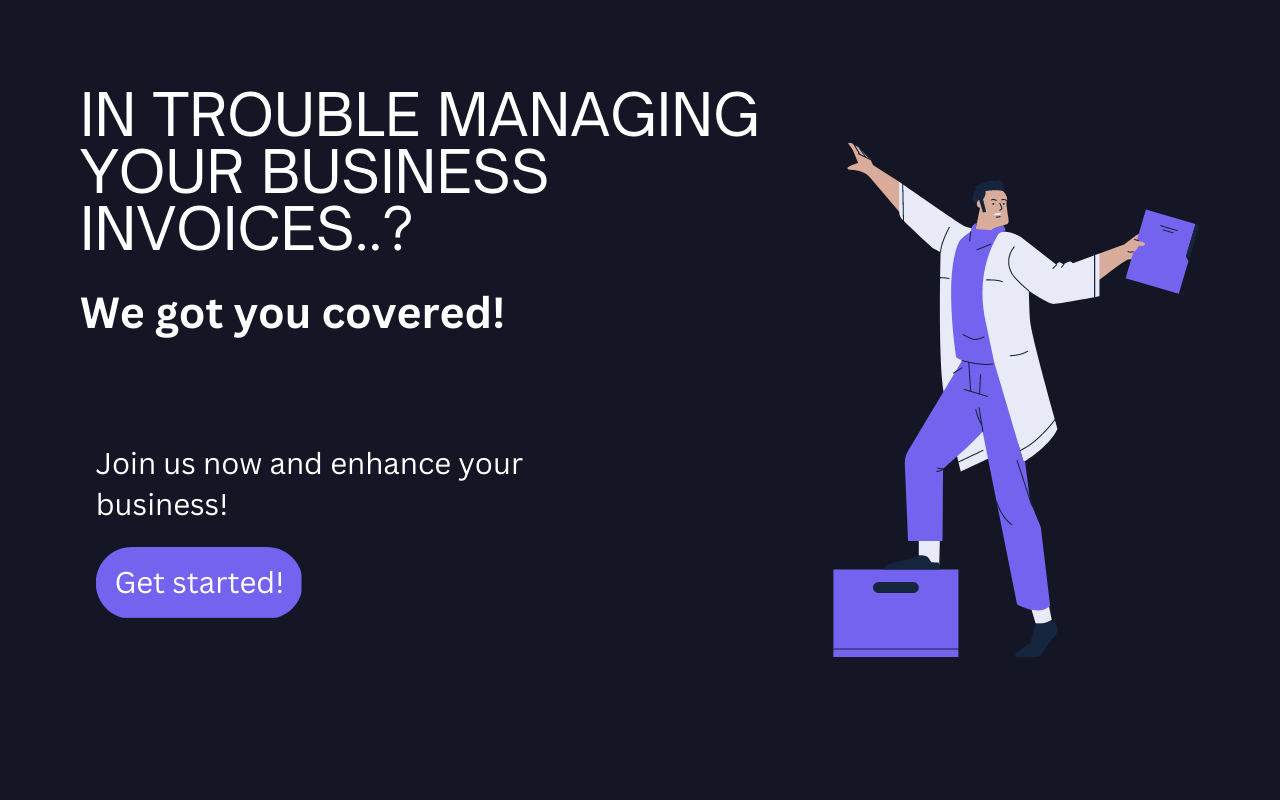 IN TROUBLE MANAGING
YOUR BUSINESS
INVOICES..?
We got you covered!
Join us now and enhance your
business!
Get started!